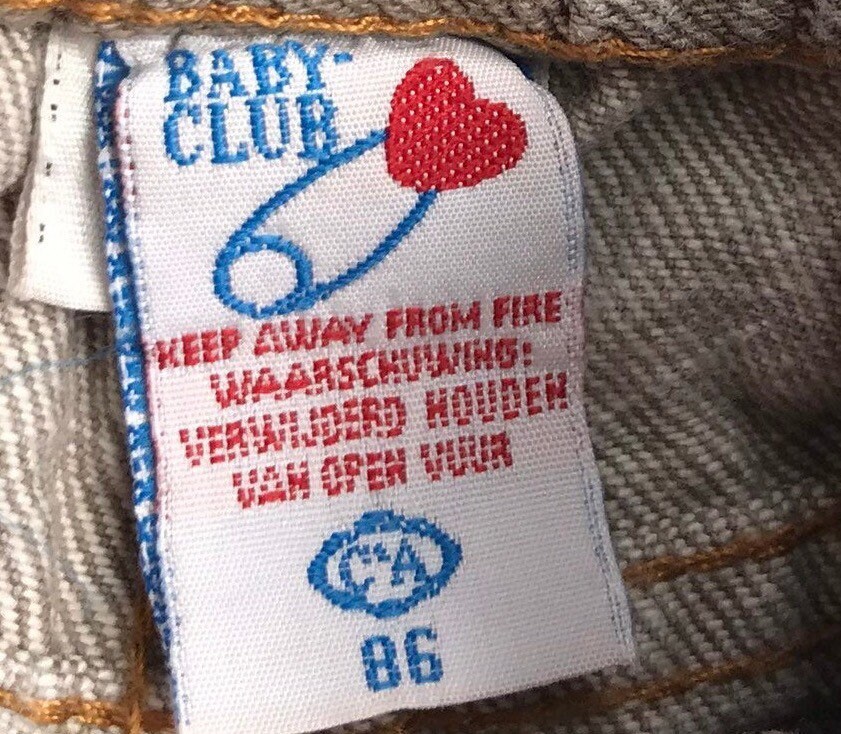 BABY-
CLUB
KEEP AWAY FROM FIRE
WAARSCHUWING:
VERWIJDERD HOUDEN
VAN OPEN VUUR
C&A
86